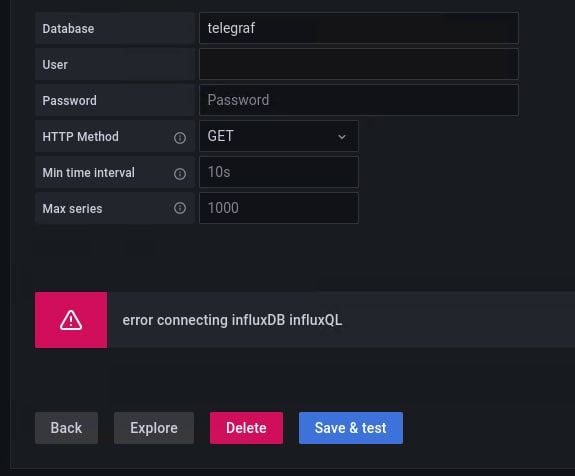 Database telegraf
User
Password Password
HTTP Method GET
Min time interval 10s
Max series 1000
error connecting influxDB influxQL
Back Explore Delete Save & test